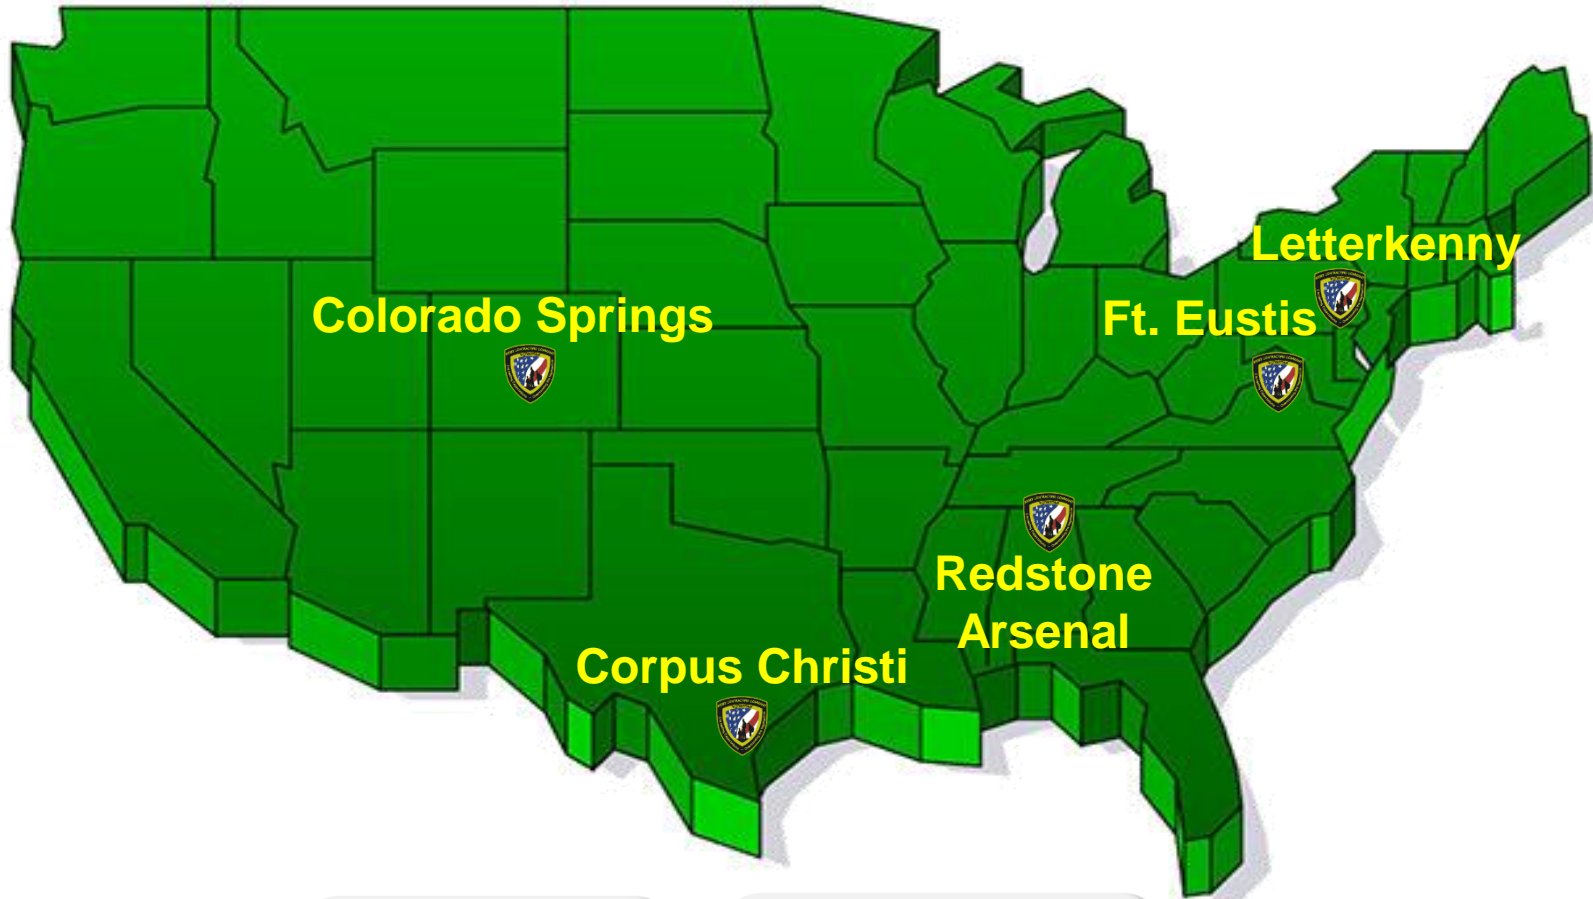 Letterkenny
Colorado Springs
Ft. Eustis
Redstone
Arsenal
Corpus Christi